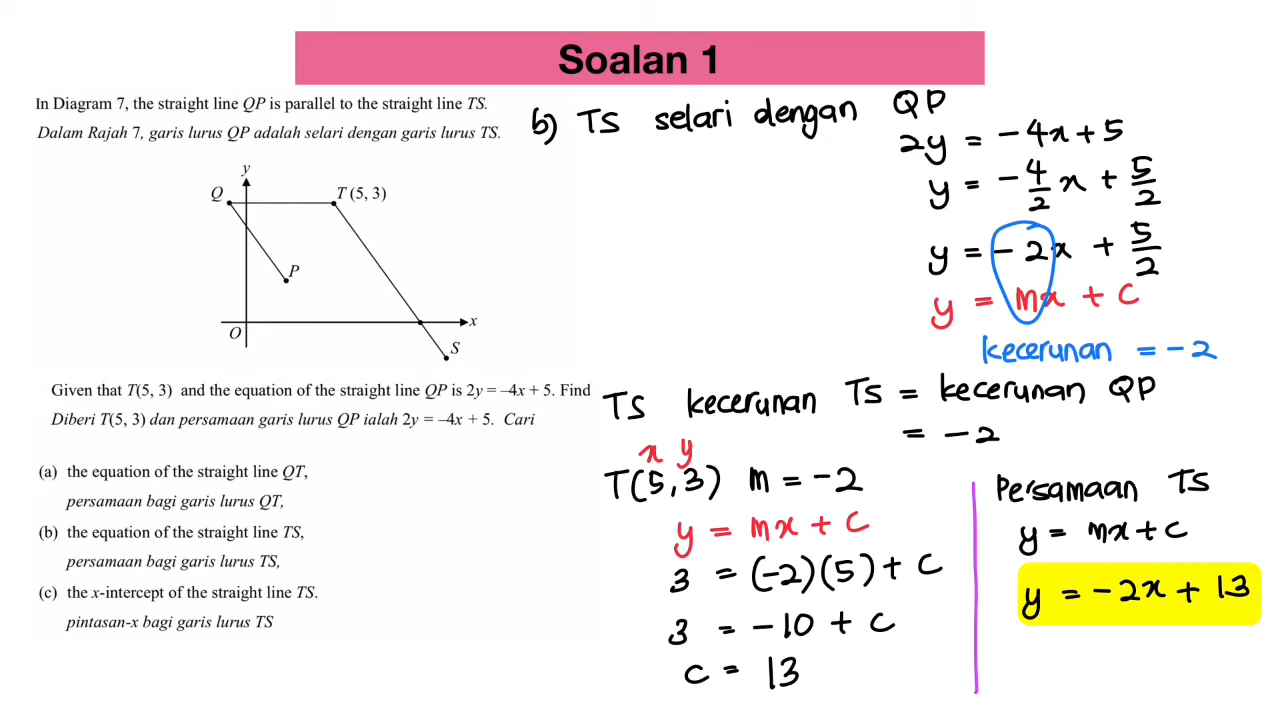 Soalan 1
In Diagram 7, the straight line QP is parallel to the straight line TS.
Dalam Rajah 7, garis lurus QP adalah selari dengan garis lurus TS.
y
Q
T (5, 3)
P
O
x
S
Given that T(5, 3) and the equation of the straight line QP is 2y = –4x + 5. Find
Diberi T(5, 3) dan persamaan garis lurus QP ialah 2y = –4x + 5. Cari
(a) the equation of the straight line QT,
persamaan bagi garis lurus QT,
(b) the equation of the straight line TS,
persamaan bagi garis lurus TS,
(c) the x-intercept of the straight line TS.
pintasan-x bagi garis lurus TS
b) TS selari dengan QP
2y = -4x + 5
y = -4/2 x + 5/2
y = -2x + 5/2
y = mx + c
kecerunan = -2
TS kecerunan TS = kecerunan QP
= -2
x y
T(5, 3) m = -2
y = mx + c
3 = (-2)(5) + c
3 = -10 + c
c = 13
Persamaan TS
y = mx + c
y = -2x + 13